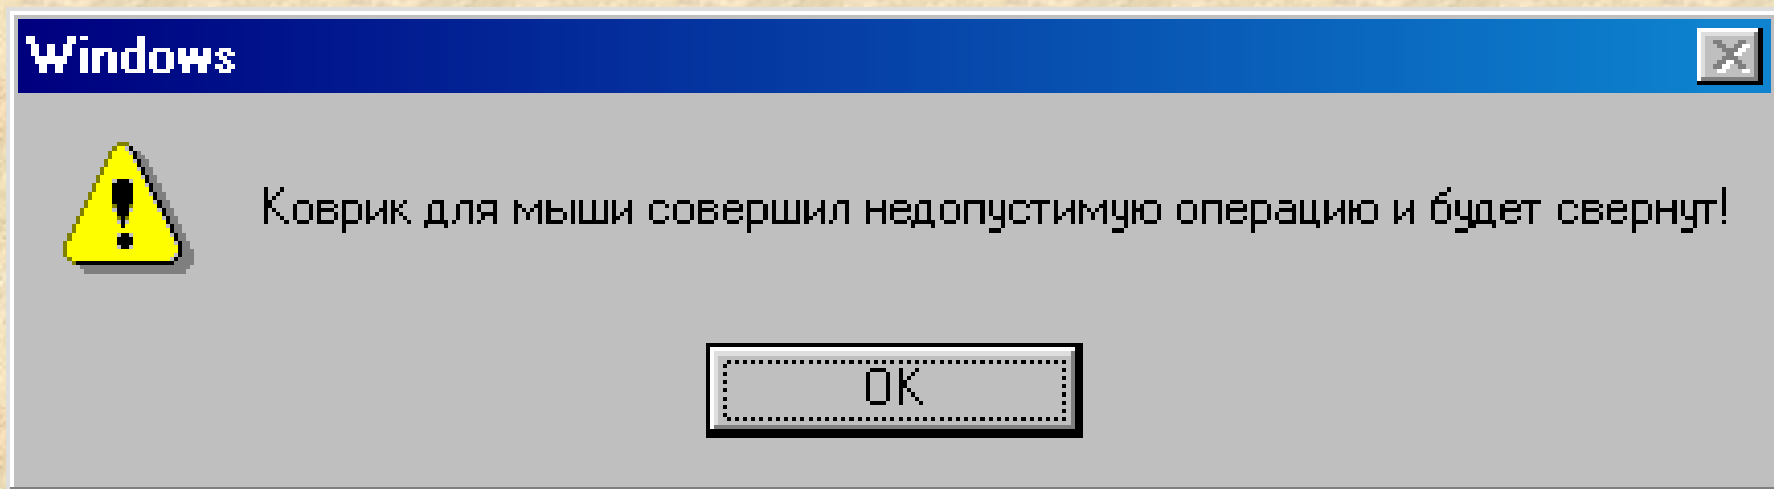 Windows
Коврик для мыши совершил недопустимую операцию и будет свернут!
OK